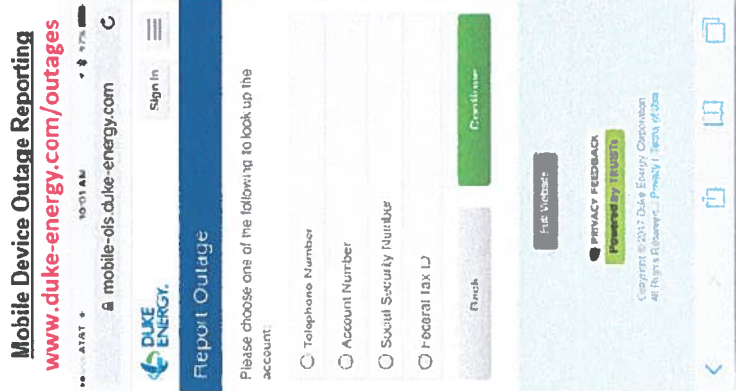 Mobile Device Outage Reporting
www.duke-energy.com/outages
AT&T 10:01 AM 97%
mobile-ols.duke-energy.com
DUKE
ENERGY.
Sign In
Report Outage
Please choose one of the following to look up the
account:
Telephone Number
Account Number
Social Security Number
Federal Tax ID
Back
Continue
Full Website
PRIVACY FEEDBACK
Powered by TRUSTe
Copyright © 2017 Duke Energy Corporation
All Rights Reserved. Privacy | Terms of Use